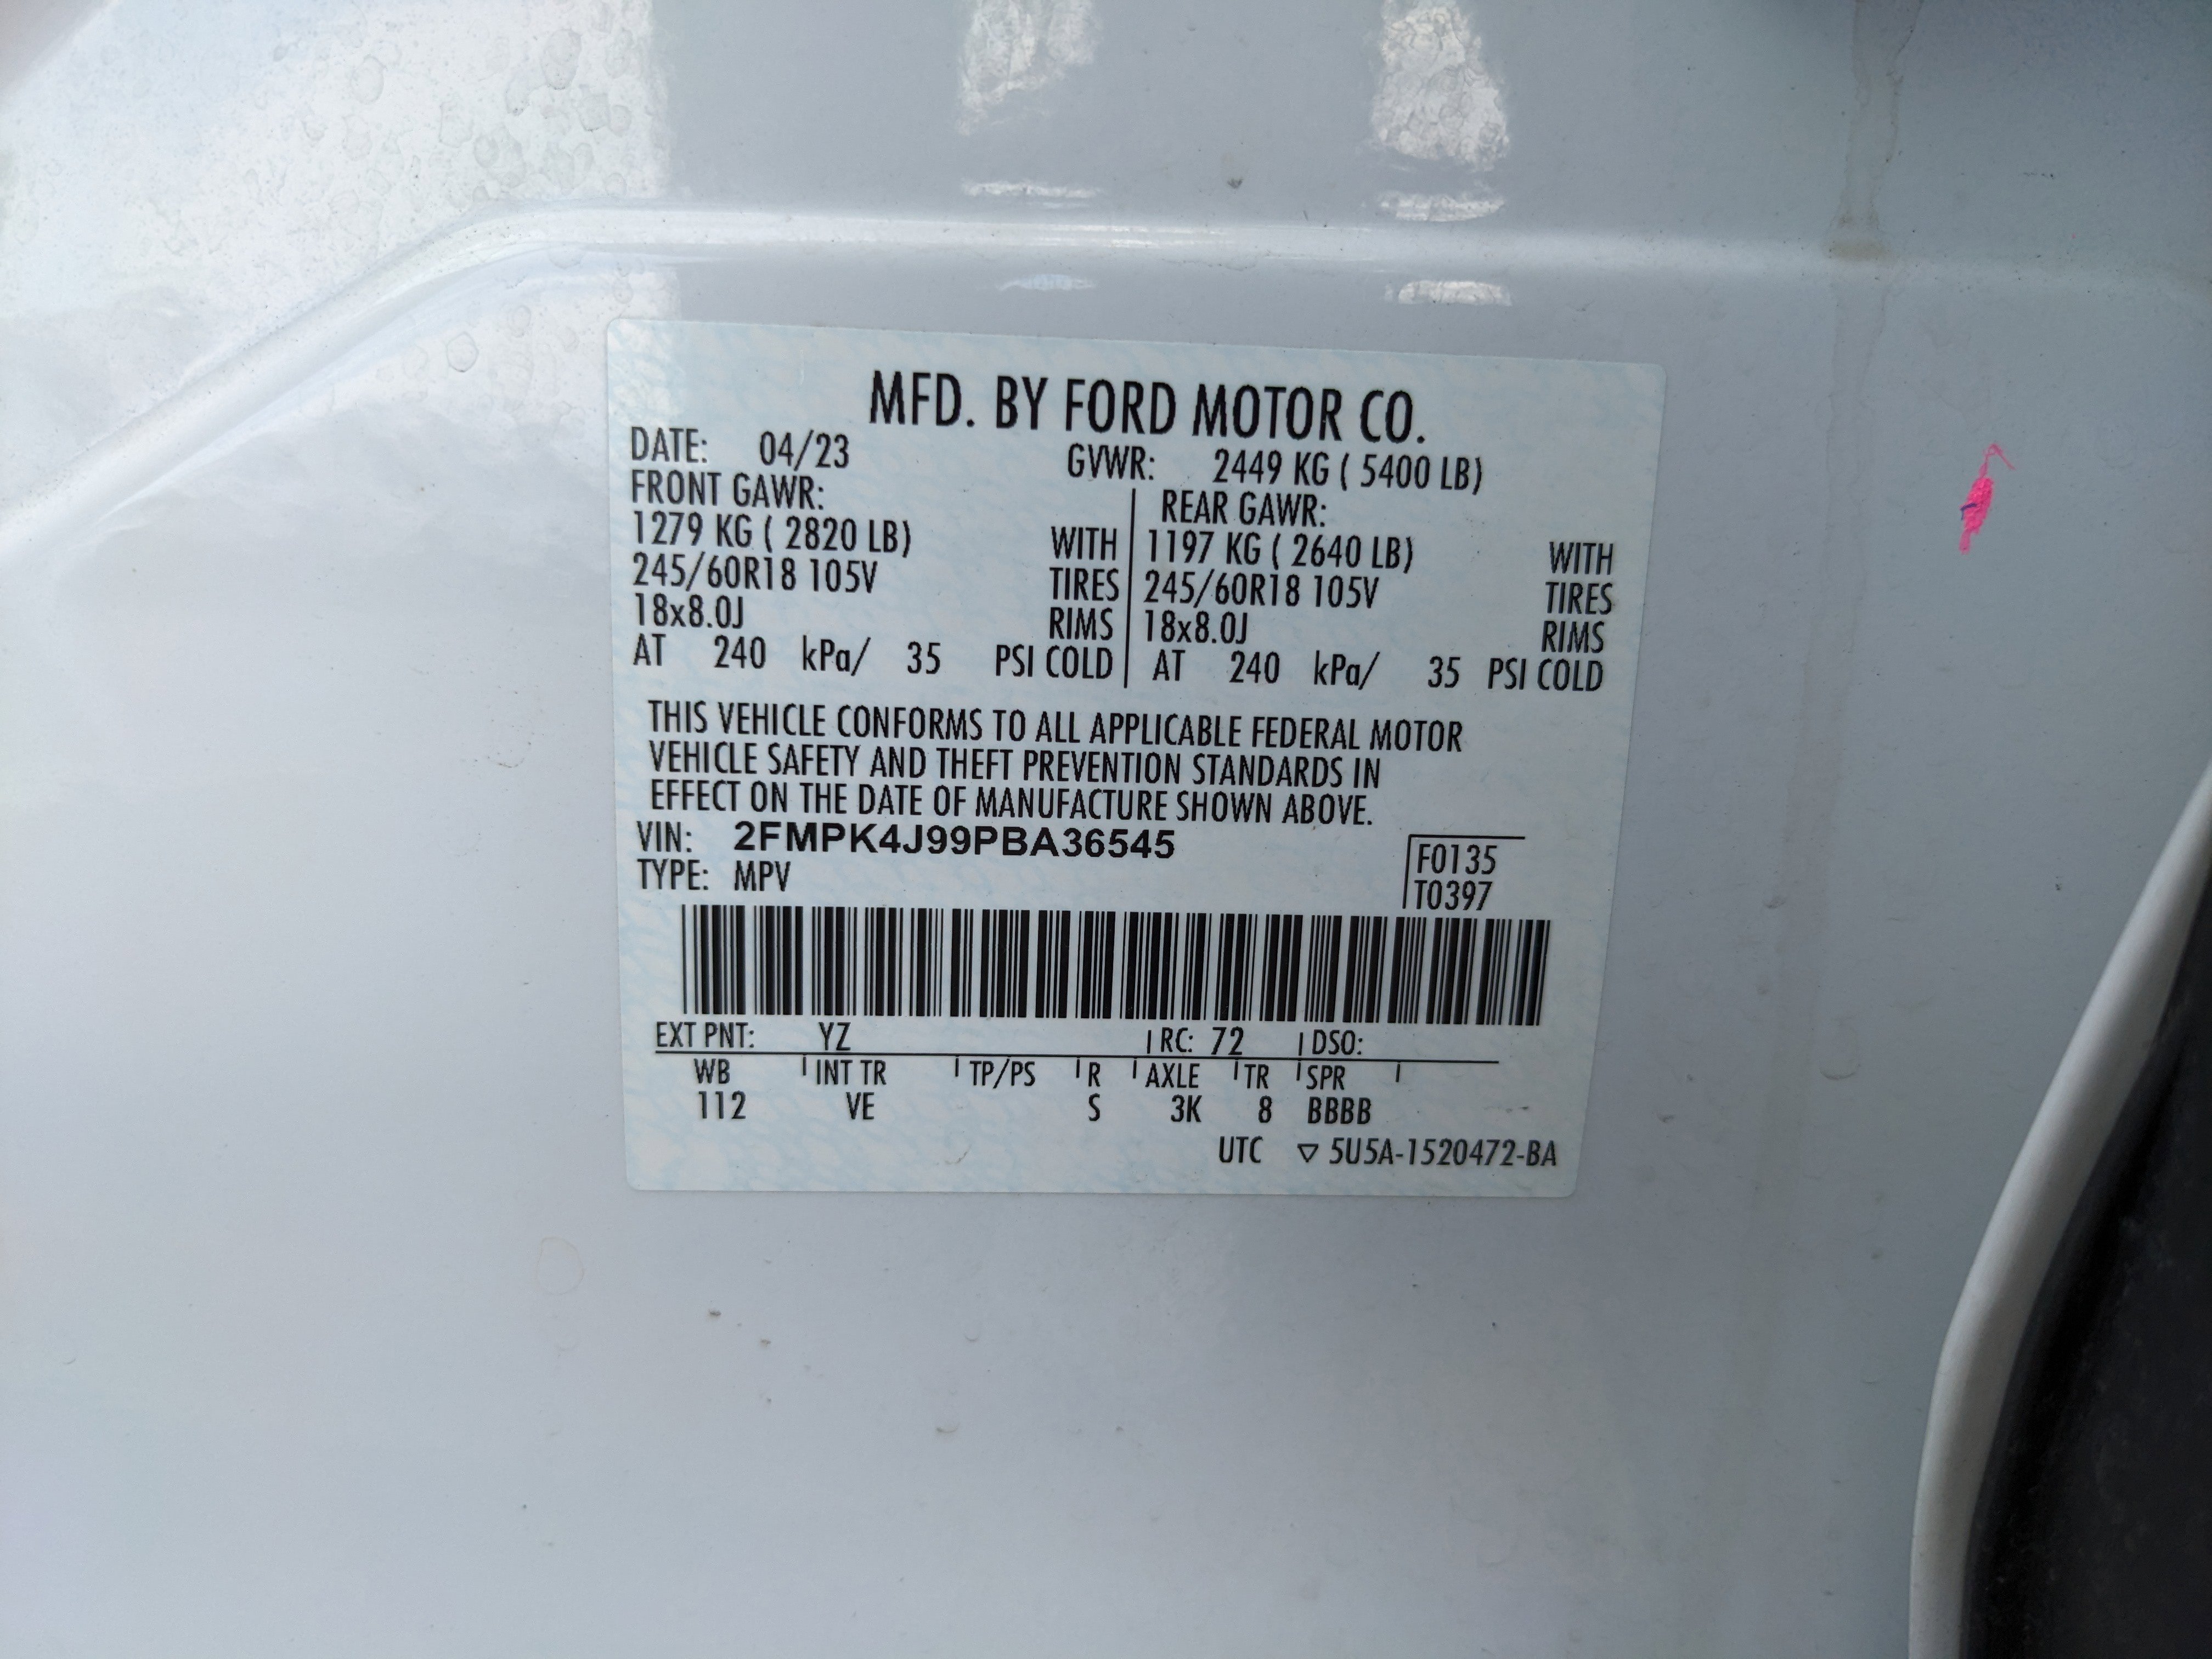 MFD. BY FORD MOTOR CO.
DATE: 04/23 GVWR: 2449 KG ( 5400 LB)
FRONT GAWR: REAR GAWR:
1279 KG ( 2820 LB) WITH 1197 KG ( 2640 LB) WITH
245/60R18 105V TIRES 245/60R18 105V TIRES
18x8.0J RIMS 18x8.0J RIMS
AT 240 kPa/ 35 PSI COLD AT 240 kPa/ 35 PSI COLD
THIS VEHICLE CONFORMS TO ALL APPLICABLE FEDERAL MOTOR
VEHICLE SAFETY AND THEFT PREVENTION STANDARDS IN
EFFECT ON THE DATE OF MANUFACTURE SHOWN ABOVE.
VIN: 2FMPK4J99PBA36545 F0135
TYPE: MPV T0397
EXT PNT: YZ RC: 72 DSO:
WB INT TR TP/PS R AXLE TR SPR
112 VE S 3K 8 BBBB
UTC ▽ 5U5A-1520472-BA